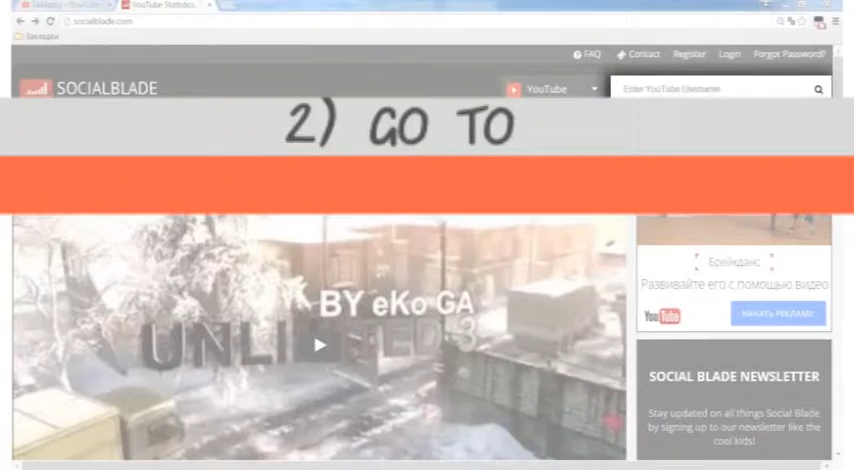 YouTube Statistics,
socialblade.com
Закладки
FAQ Contact Register Login Forgot Password?
SOCIALBLADE
YouTube
Enter YouTube Username
2) GO TO
BY eKo GA
UNLIMITED 3
Брейкданс
Развивайте его с помощью видео
YouTube
НАЧАТЬ РЕКЛАМУ
SOCIAL BLADE NEWSLETTER
Stay updated on all things Social Blade
by signing up to our newsletter like the
cool kids!